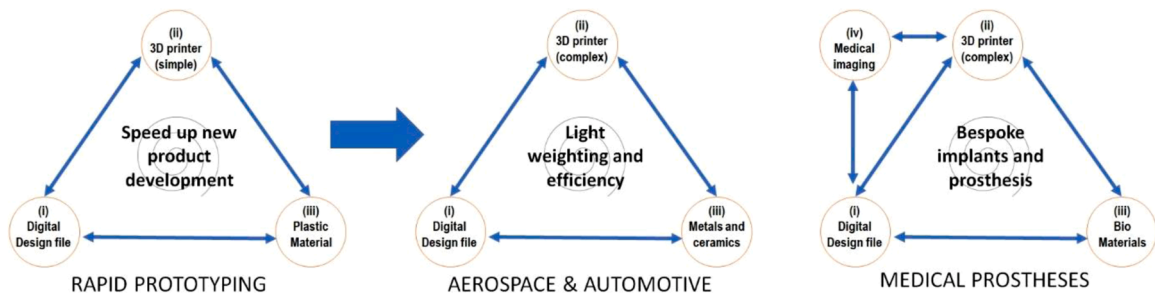 (ii)
3D printer
(simple)
Speed up new
product
development
(i)
Digital
Design file
(iii)
Plastic
Material
RAPID PROTOTYPING
(ii)
3D printer
(complex)
Light
weighting and
efficiency
(i)
Digital
Design file
(iii)
Metals and
ceramics
AEROSPACE & AUTOMOTIVE
(iv)
Medical
imaging
(ii)
3D printer
(complex)
Bespoke
implants and
prosthesis
(i)
Digital
Design file
(iii)
Bio
Materials
MEDICAL PROSTHESES